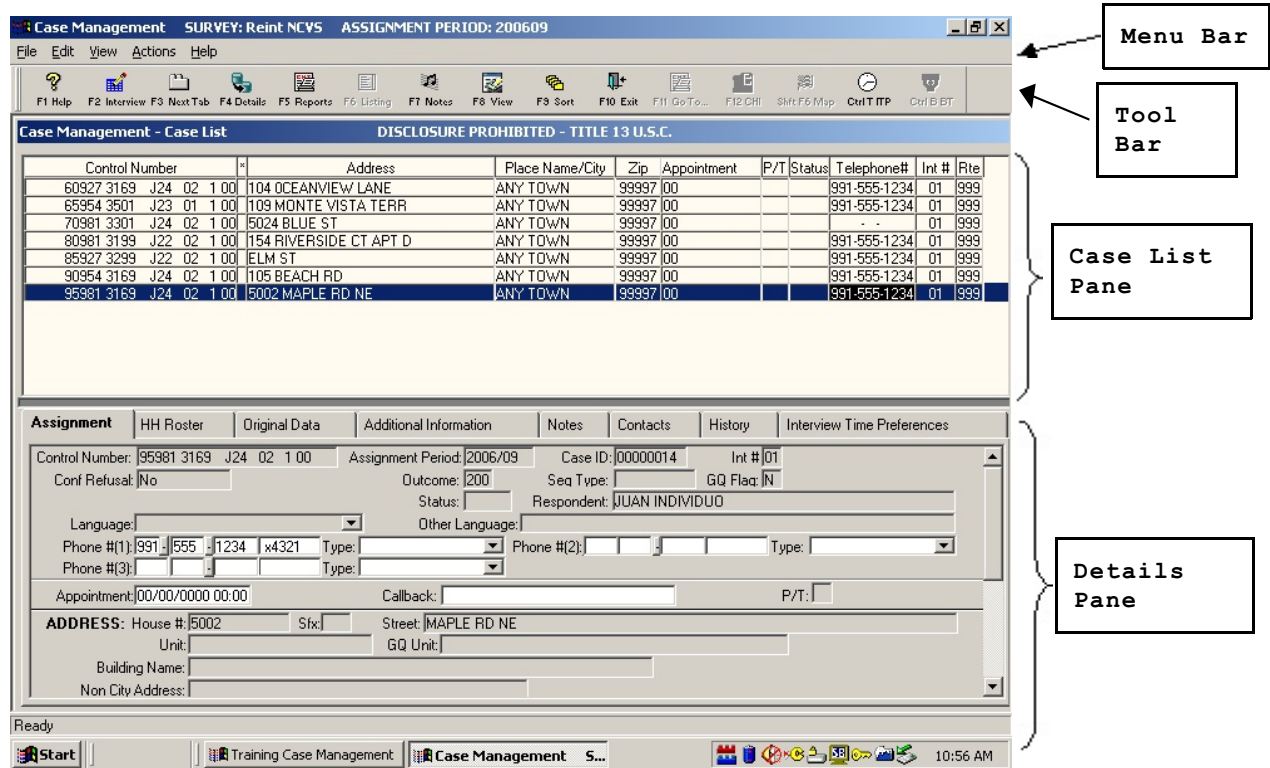 Case Management SURVEY: Reint NCVS ASSIGNMENT PERIOD: 200609
File Edit View Actions Help
Menu Bar
F1 Help F2 Interview F3 Next Tab F4 Details F5 Reports F6 Listing F7 Notes F8 View F9 Sort F10 Exit F11 Go To... F12 CHI Shft F6 Map Ctrl T ITP Ctrl B BT
Tool
Bar
Case Management - Case List DISCLOSURE PROHIBITED - TITLE 13 U.S.C.
Control Number * Address Place Name/City Zip Appointment P/T Status Telephone# Int # Rte
60927 3169 J24 02 1 00 104 OCEANVIEW LANE ANY TOWN 99997 00 991-555-1234 01 999
65954 3501 J23 01 1 00 109 MONTE VISTA TERR ANY TOWN 99997 00 991-555-1234 01 999
70981 3301 J24 02 1 00 5024 BLUE ST ANY TOWN 99997 00 - - 01 999
80981 3199 J22 02 1 00 154 RIVERSIDE CT APT D ANY TOWN 99997 00 991-555-1234 01 999
85927 3299 J22 02 1 00 ELM ST ANY TOWN 99997 00 991-555-1234 01 999
90954 3169 J24 02 1 00 105 BEACH RD ANY TOWN 99997 00 991-555-1234 01 999
95981 3169 J24 02 1 00 5002 MAPLE RD NE ANY TOWN 99997 00 991-555-1234 01 999
Case List
Pane
Assignment HH Roster Original Data Additional Information Notes Contacts History Interview Time Preferences
Control Number: 95981 3169 J24 02 1 00 Assignment Period: 2006/09 Case ID: 00000014 Int # 01
Conf Refusal: No Outcome: 200 Seg Type: GQ Flag: N
Status: Respondent: JUAN INDIVIDUO
Language: Other Language:
Phone #(1): 991 - 555 - 1234 x4321 Type: Phone #(2): - Type:
Phone #(3): - Type:
Appointment: 00/00/0000 00:00 Callback: P/T:
ADDRESS: House #: 5002 Sfx: Street: MAPLE RD NE
Unit: GQ Unit:
Building Name:
Non City Address:
Details
Pane
Ready
Start Training Case Management Case Management S... 10:56 AM